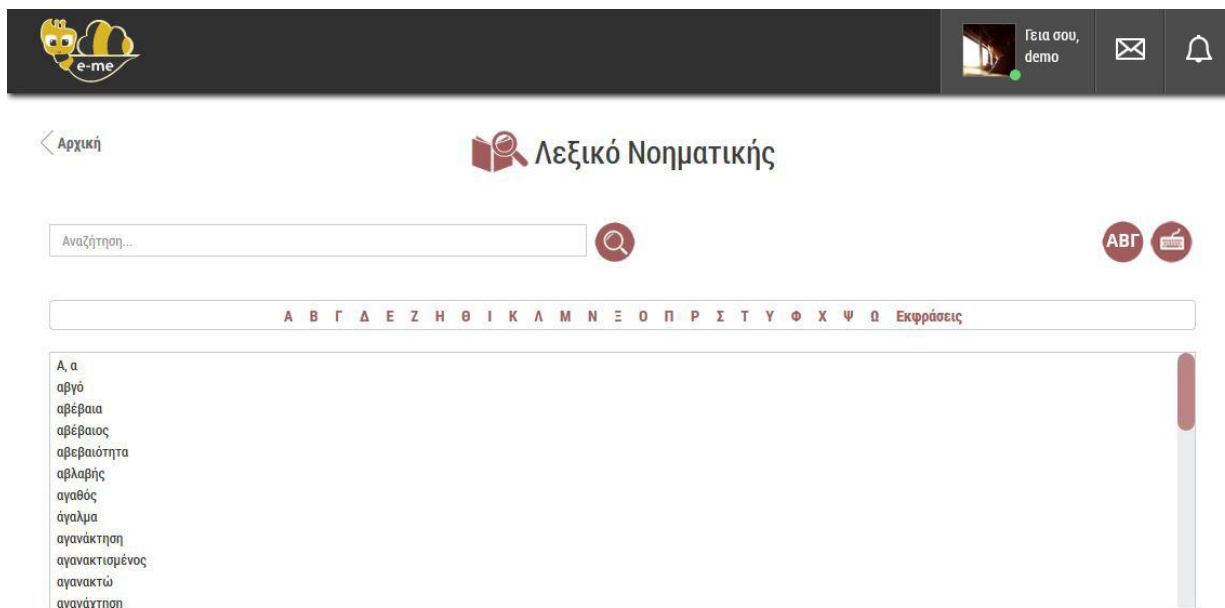 e-me
Γεια σου,
demo
Αρχική
Λεξικό Νοηματικής
Αναζήτηση...
ΑΒΓ
Α Β Γ Δ Ε Ζ Η Θ Ι Κ Λ Μ Ν Ξ Ο Π Ρ Σ Τ Υ Φ Χ Ψ Ω Εκφράσεις
Α, α
αβγό
αβέβαια
αβέβαιος
αβεβαιότητα
αβλαβής
αγαθός
άγαλμα
αγανάκτηση
αγανακτισμένος
αγανακτώ
αγανάχτηση